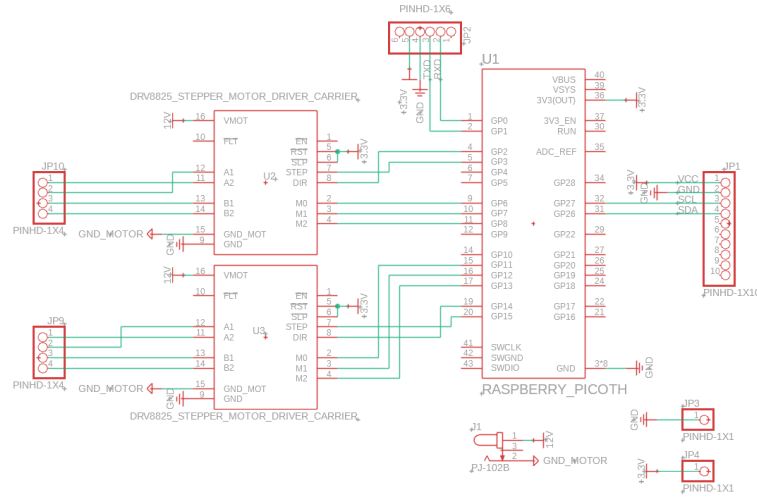 PINHD-1X6
JP2
6 5 4 3 2 1
+3.3V
GND
TXD
RXD
U1
DRV8825_STEPPER_MOTOR_DRIVER_CARRIER
12V
16 VMOT
10 FLT
EN 1
RST 5
SLP 6
+3.3V
12 A1
11 A2
U2
STEP 7
DIR 8
13 B1
14 B2
M0 2
M1 3
M2 4
GND_MOTOR
15 GND_MOT
GND
9 GND
JP10
1
2
3
4
PINHD-1X4
12V
16 VMOT
10 FLT
EN 1
RST 5
SLP 6
+3.3V
12 A1
11 A2
U3
STEP 7
DIR 8
13 B1
14 B2
M0 2
M1 3
M2 4
GND_MOTOR
15 GND_MOT
GND
9 GND
DRV8825_STEPPER_MOTOR_DRIVER_CARRIER
JP9
1
2
3
4
PINHD-1X4
1 GP0
2 GP1
4 GP2
5 GP3
6 GP4
7 GP5
9 GP6
10 GP7
11 GP8
12 GP9
14 GP10
15 GP11
16 GP12
17 GP13
19 GP14
20 GP15
41 SWCLK
42 SWGND
43 SWDIO
VBUS 40
VSYS 39
3V3(OUT) 36
+3.3V
3V3_EN 37
RUN 30
ADC_REF 35
GP28 34
GP27 32
GP26 31
GP22 29
GP21 27
GP20 26
GP19 25
GP18 24
GP17 22
GP16 21
GND 3*8
GND
RASPBERRY_PICOTH
JP1
+3.3V
GND
VCC 1
GND 2
SCL 3
SDA 4
5
6
7
8
9
10
PINHD-1X10
J1
1
3
2
12V
GND_MOTOR
PJ-102B
JP3
GND
1
PINHD-1X1
JP4
+3.3V
1
PINHD-1X1